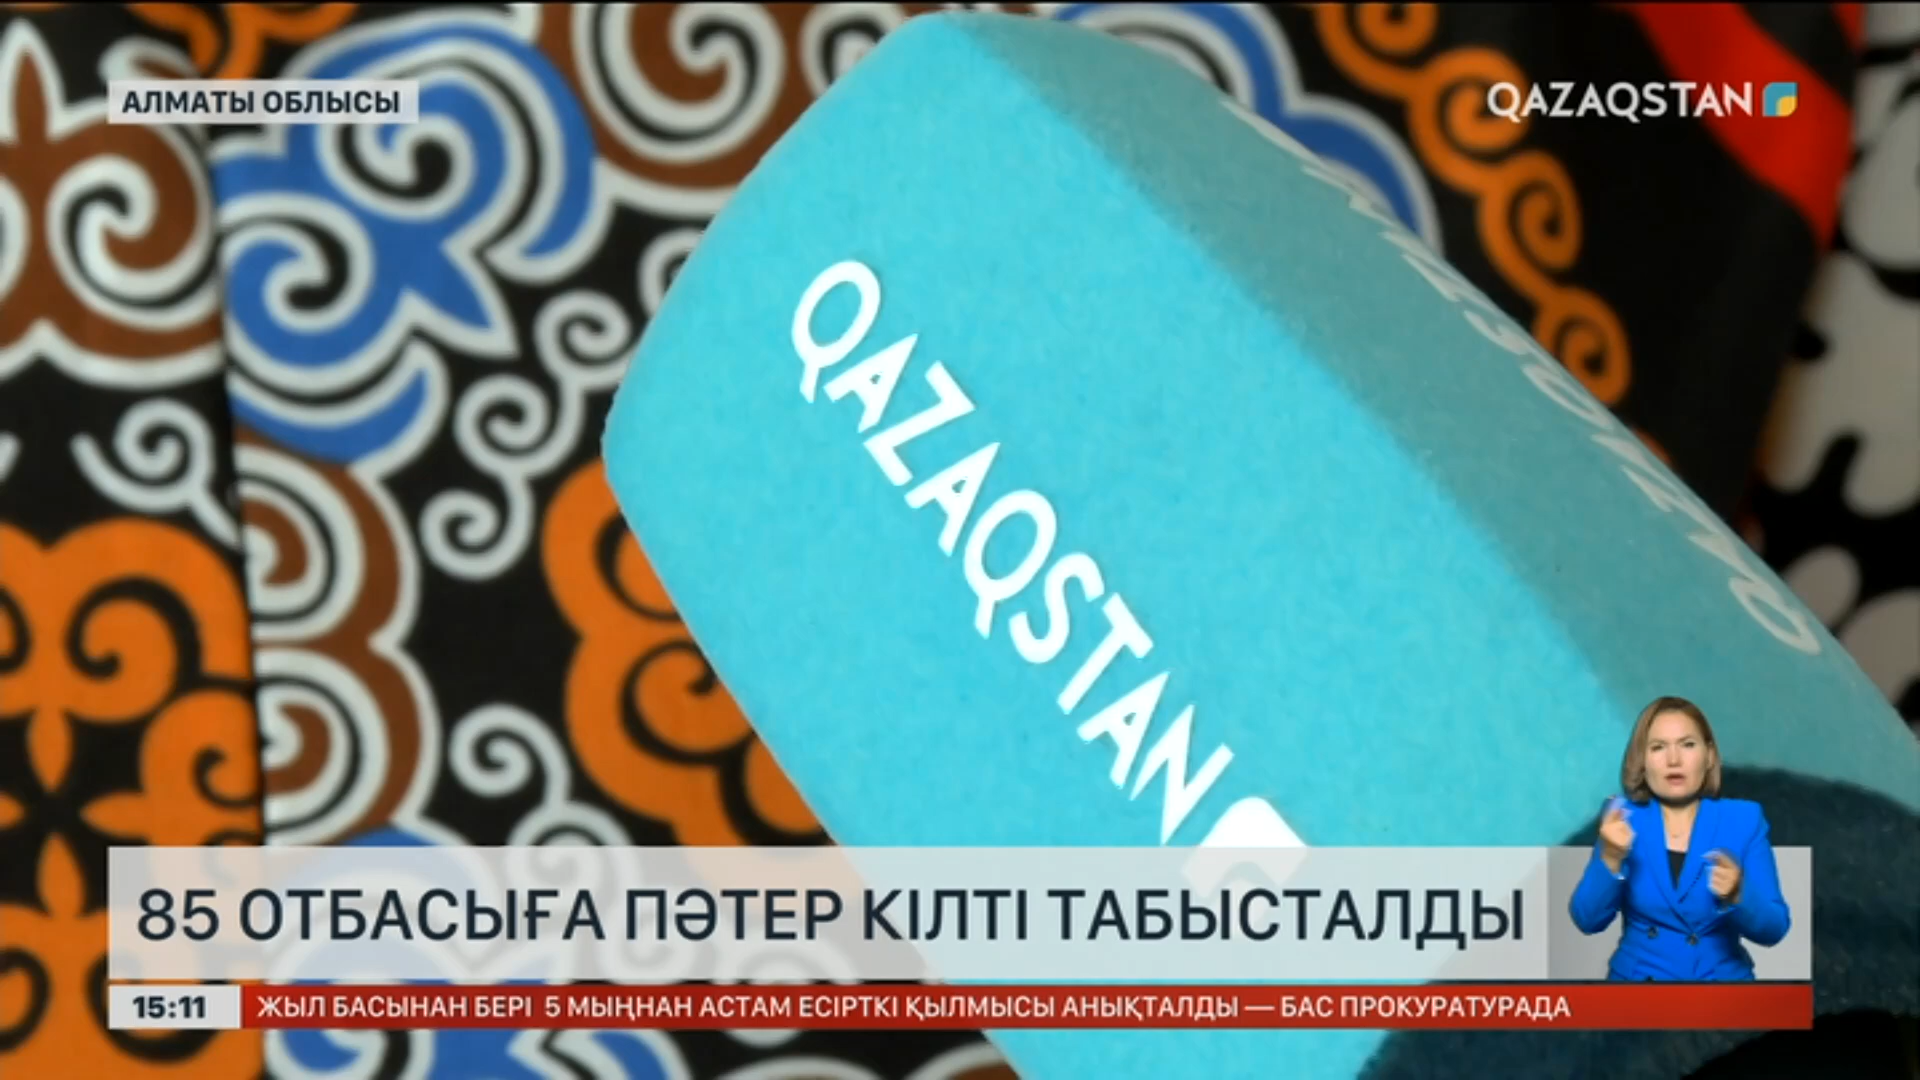 АЛМАТЫ ОБЛЫСЫ
QAZAQSTAN
QAZAQSTAN
QAZAQSTAN
85 ОТБАСЫҒА ПӘТЕР КІЛТІ ТАБЫСТАЛДЫ
15:11 ЖЫЛ БАСЫНАН БЕРІ 5 МЫҢНАН АСТАМ ЕСІРТКІ ҚЫЛМЫСЫ АНЫҚТАЛДЫ — БАС ПРОКУРАТУРАДА